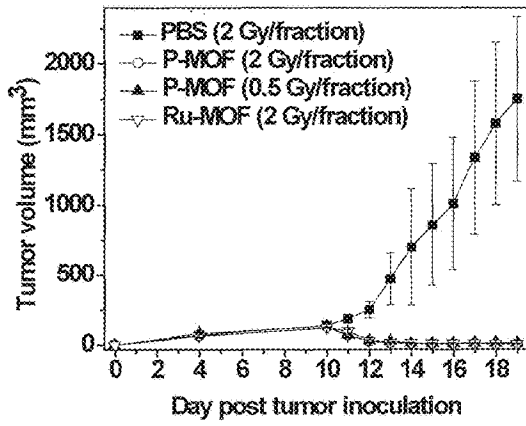 PBS (2 Gy/fraction)
P-MOF (2 Gy/fraction)
P-MOF (0.5 Gy/fraction)
Ru-MOF (2 Gy/fraction)
Tumor volume (mm³)
2000
1500
1000
500
0
0 2 4 6 8 10 12 14 16 18
Day post tumor inoculation